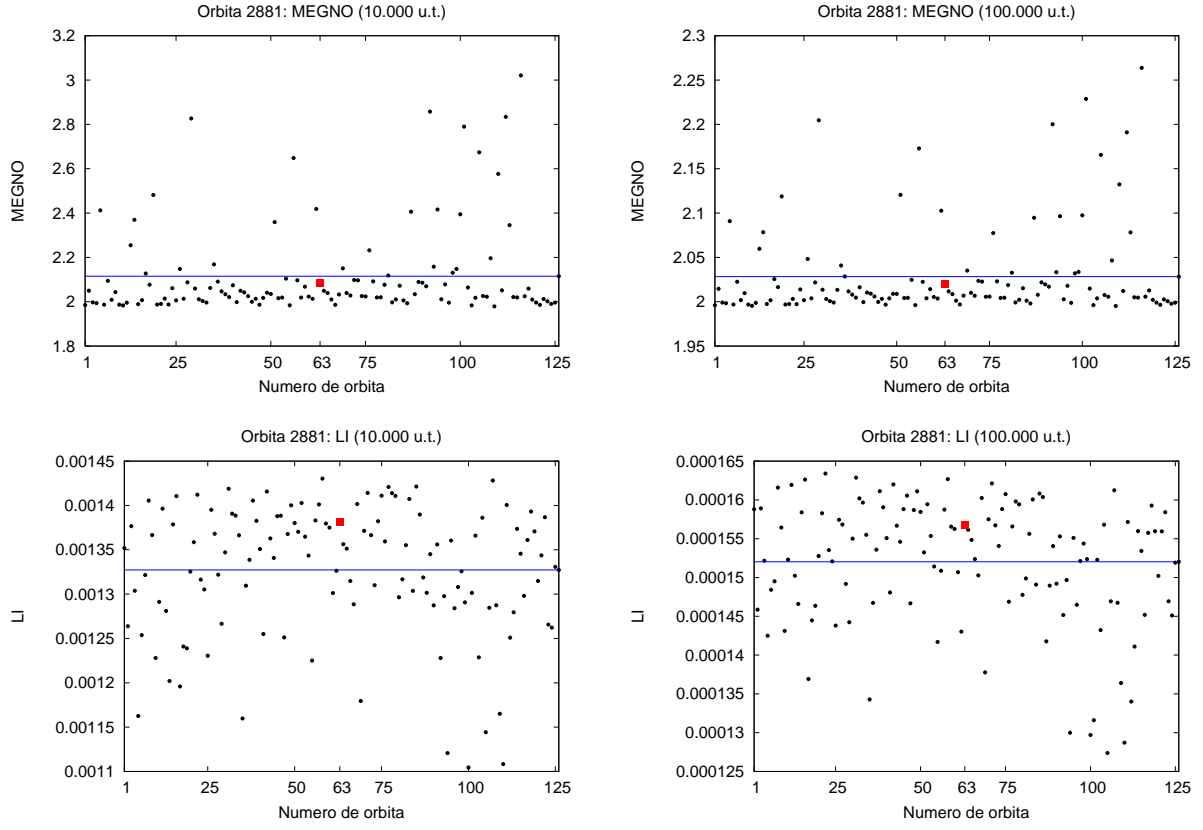 Orbita 2881: MEGNO (10.000 u.t.)
3.2
3
2.8
2.6
2.4
2.2
2
1.8
MEGNO
1 25 50 63 75 100 125
Numero de orbita
Orbita 2881: MEGNO (100.000 u.t.)
2.3
2.25
2.2
2.15
2.1
2.05
2
1.95
MEGNO
1 25 50 63 75 100 125
Numero de orbita
Orbita 2881: LI (10.000 u.t.)
0.00145
0.0014
0.00135
0.0013
0.00125
0.0012
0.00115
0.0011
LI
1 25 50 63 75 100 125
Numero de orbita
Orbita 2881: LI (100.000 u.t.)
0.000165
0.00016
0.000155
0.00015
0.000145
0.00014
0.000135
0.00013
0.000125
LI
1 25 50 63 75 100 125
Numero de orbita